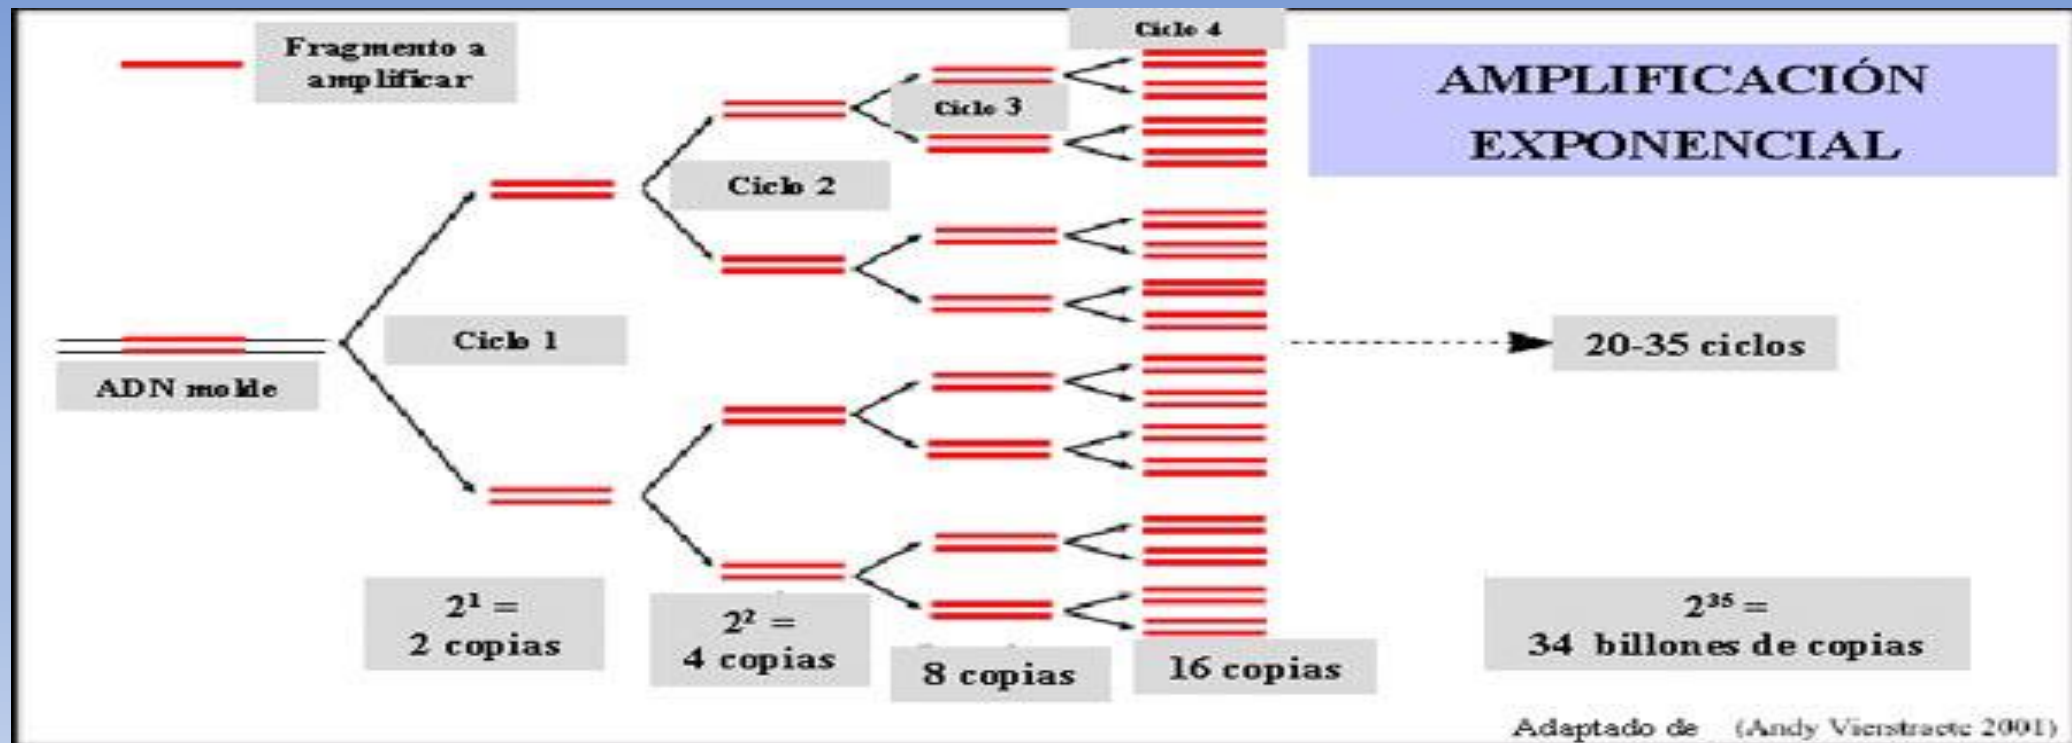 Fragmento a
amplificar
Ciclo 4
AMPLIFICACIÓN
EXPONENCIAL
Ciclo 3
Ciclo 2
Ciclo 1
ADN molde
20-35 ciclos
2¹ =
2 copias
2² =
4 copias
8 copias
16 copias
2³⁵ =
34 billones de copias
Adaptado de (Andy Vierstraete 2001)